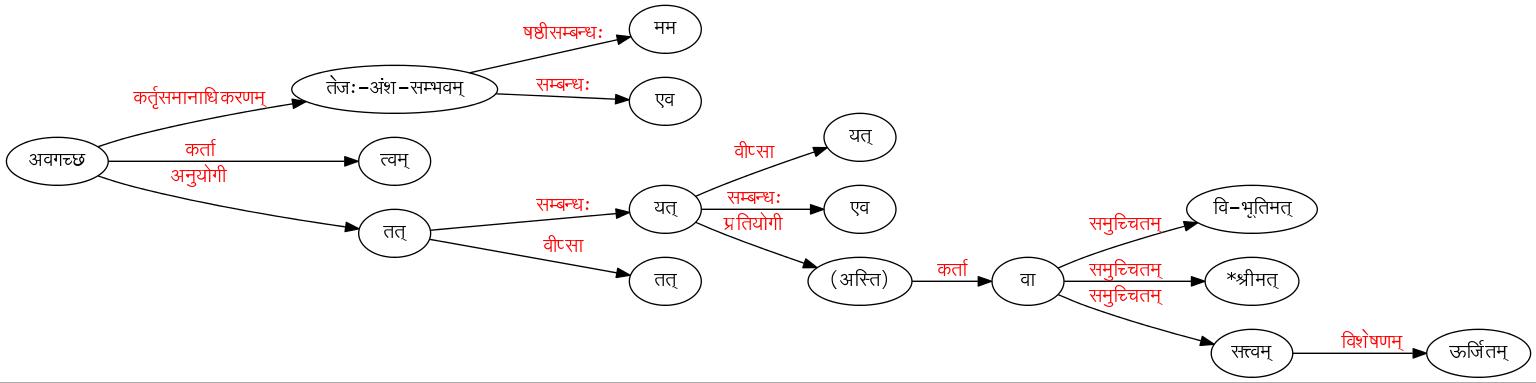 मम
षष्ठीसम्बन्धः
तेजः-अंश-सम्भवम्
सम्बन्धः
एव
कर्तृसमानाधिकरणम्
यत्
वीप्सा
अवगच्छ
कर्ता
त्वम्
अनुयोगी
सम्बन्धः
यत्
सम्बन्धः
एव
प्रतियोगी
वि-भूतिमत्
समुच्चितम्
तत्
वीप्सा
तत्
(अस्ति)
कर्ता
वा
समुच्चितम्
*श्रीमत्
समुच्चितम्
सत्त्वम्
विशेषणम्
ऊर्जितम्